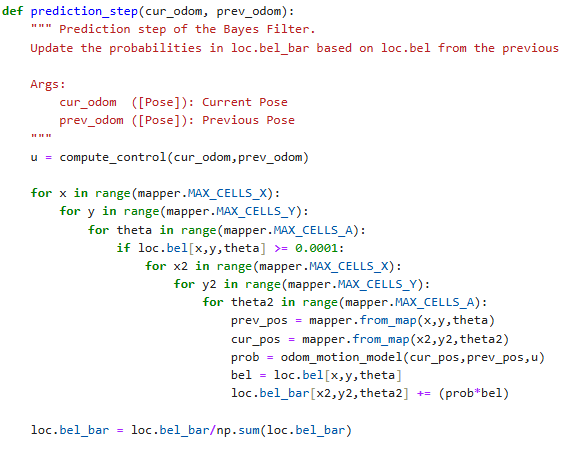 def prediction_step(cur_odom, prev_odom):
    """ Prediction step of the Bayes Filter.
    Update the probabilities in loc.bel_bar based on loc.bel from the previous

    Args:
        cur_odom  ([Pose]): Current Pose
        prev_odom ([Pose]): Previous Pose
    """
    u = compute_control(cur_odom,prev_odom)

    for x in range(mapper.MAX_CELLS_X):
        for y in range(mapper.MAX_CELLS_Y):
            for theta in range(mapper.MAX_CELLS_A):
                if loc.bel[x,y,theta] >= 0.0001:
                    for x2 in range(mapper.MAX_CELLS_X):
                        for y2 in range(mapper.MAX_CELLS_Y):
                            for theta2 in range(mapper.MAX_CELLS_A):
                                prev_pos = mapper.from_map(x,y,theta)
                                cur_pos = mapper.from_map(x2,y2,theta2)
                                prob = odom_motion_model(cur_pos,prev_pos,u)
                                bel = loc.bel[x,y,theta]
                                loc.bel_bar[x2,y2,theta2] += (prob*bel)

    loc.bel_bar = loc.bel_bar/np.sum(loc.bel_bar)